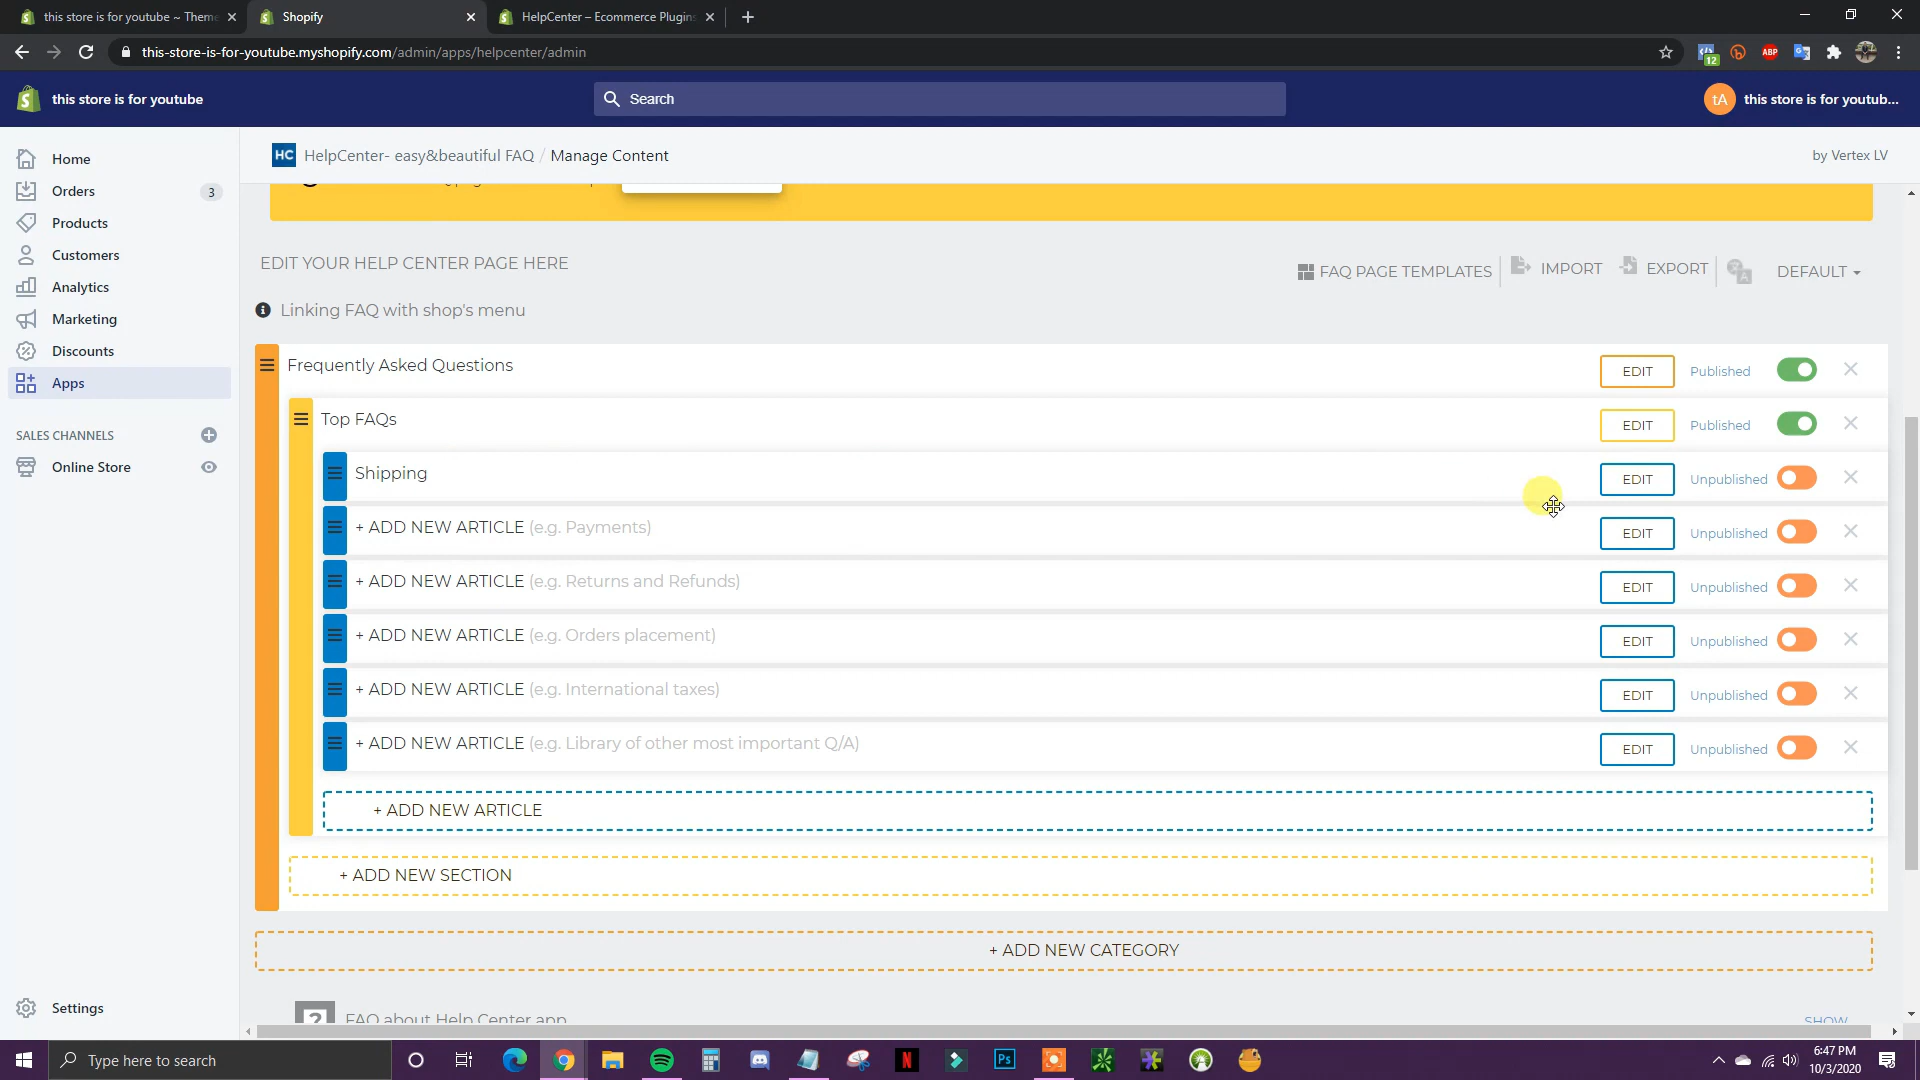 this store is for youtube ~ Theme
Shopify
HelpCenter – Ecommerce Plugins
this-store-is-for-youtube.myshopify.com/admin/apps/helpcenter/admin
12
ABP
this store is for youtube
Search
tA
this store is for youtub...
Home
Orders
3
Products
Customers
Analytics
Marketing
Discounts
Apps
SALES CHANNELS
Online Store
Settings
HC
HelpCenter- easy&beautiful FAQ / Manage Content
by Vertex LV
EDIT YOUR HELP CENTER PAGE HERE
FAQ PAGE TEMPLATES
IMPORT
EXPORT
DEFAULT
Linking FAQ with shop's menu
Frequently Asked Questions
EDIT
Published
Top FAQs
EDIT
Published
Shipping
EDIT
Unpublished
+ ADD NEW ARTICLE (e.g. Payments)
EDIT
Unpublished
+ ADD NEW ARTICLE (e.g. Returns and Refunds)
EDIT
Unpublished
+ ADD NEW ARTICLE (e.g. Orders placement)
EDIT
Unpublished
+ ADD NEW ARTICLE (e.g. International taxes)
EDIT
Unpublished
+ ADD NEW ARTICLE (e.g. Library of other most important Q/A)
EDIT
Unpublished
+ ADD NEW ARTICLE
+ ADD NEW SECTION
+ ADD NEW CATEGORY
FAQ about Help Center app
SHOW
Type here to search
N
Ps
6:47 PM
10/3/2020